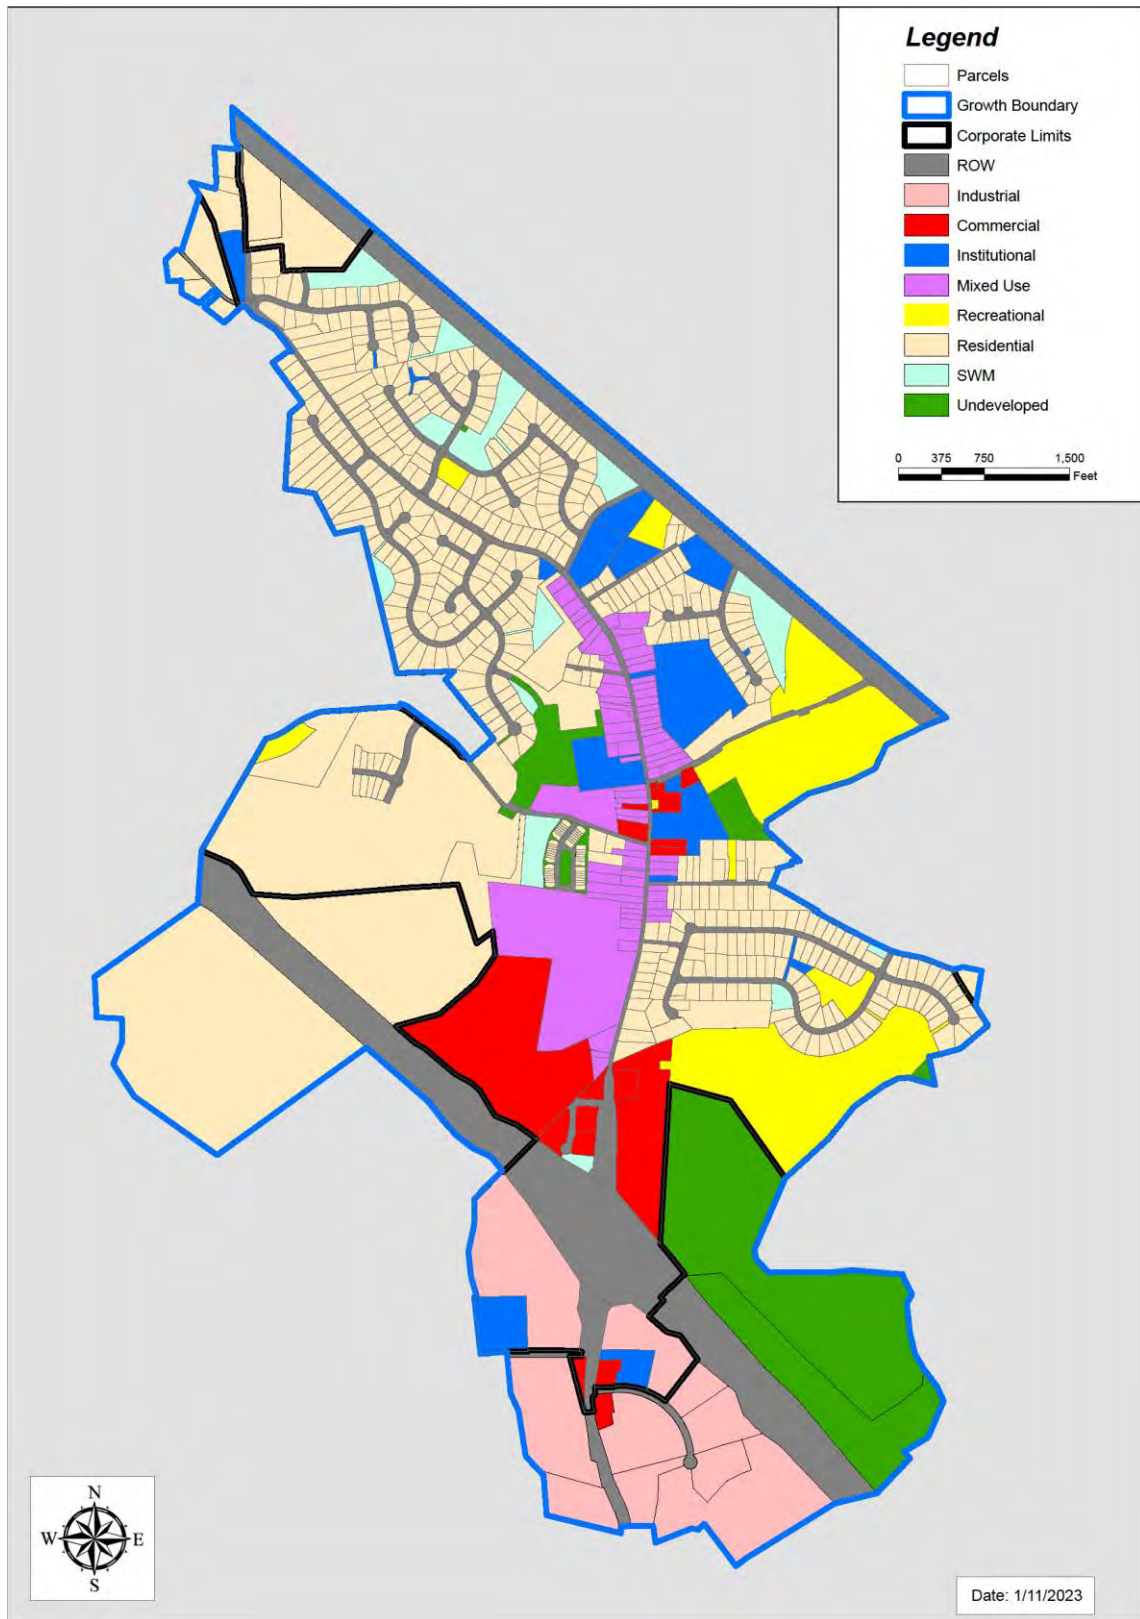 Legend
Parcels
Growth Boundary
Corporate Limits
ROW
Industrial
Commercial
Institutional
Mixed Use
Recreational
Residential
SWM
Undeveloped
0 375 750 1,500
Feet
N
W E
S
Date: 1/11/2023